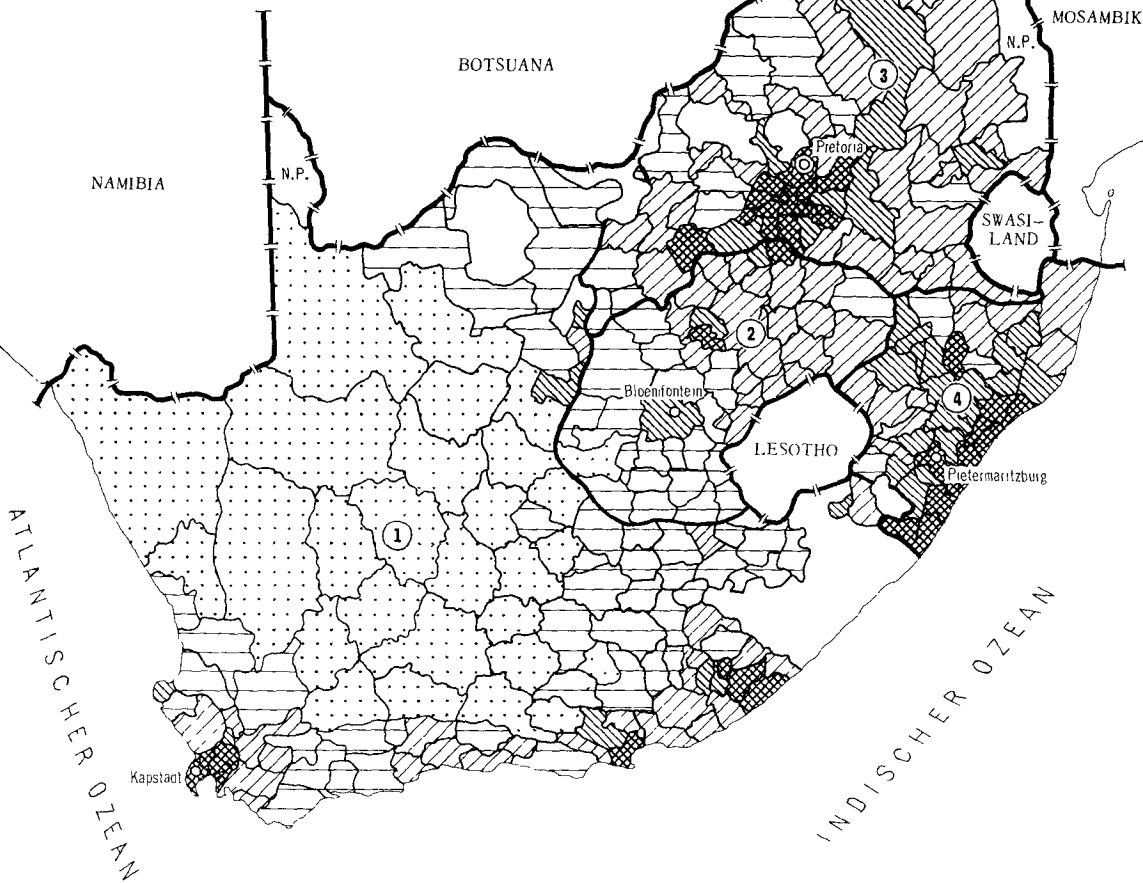 MOSAMBIK
N.P.
BOTSUANA
3
Pretoria
NAMIBIA
N.P.
SWASI-
LAND
2
Bloemfontein
4
LESOTHO
Pietermaritzburg
1
ATLANTISCHER OZEAN
INDISCHER OZEAN
Kapstadt